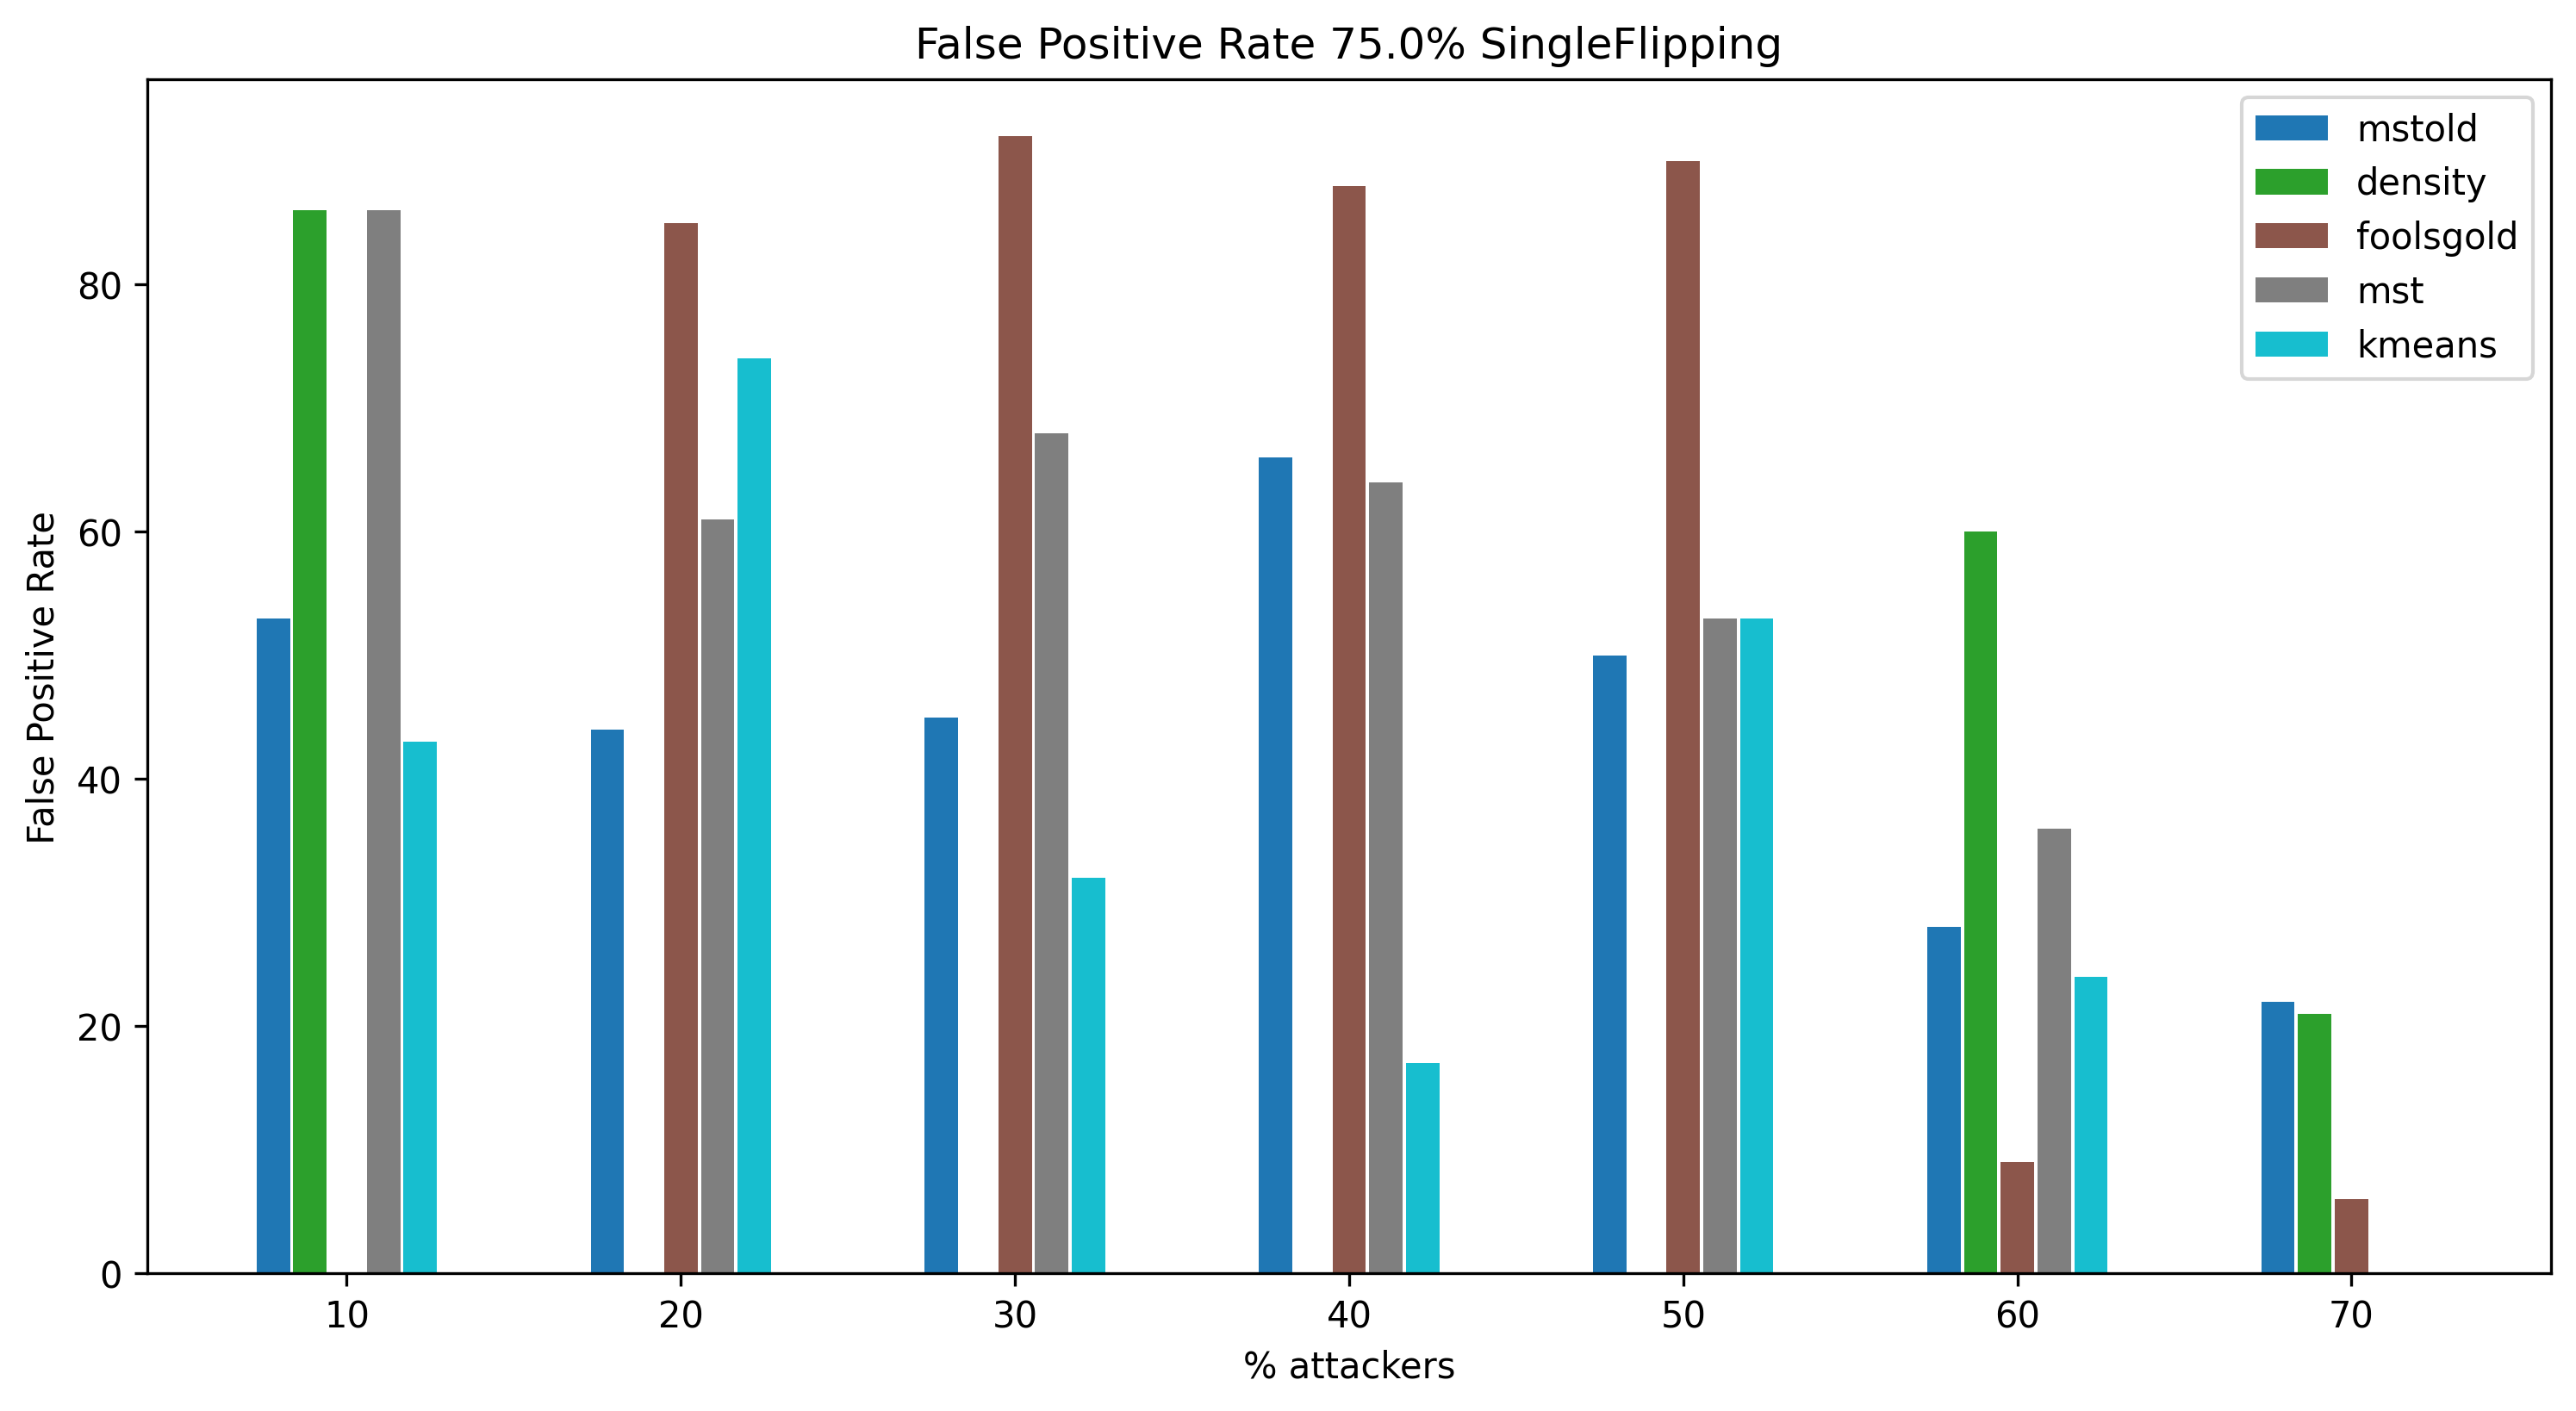 False Positive Rate 75.0% SingleFlipping
mstold
density
foolsgold
mst
kmeans
False Positive Rate
80
60
40
20
0
10 20 30 40 50 60 70
% attackers